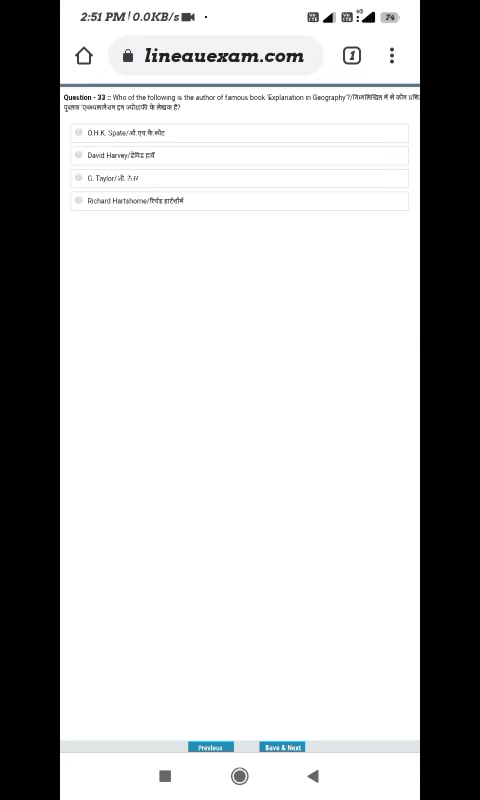 2:51 PM | 0.0KB/s
74
lineauexam.com
1
Question - 33 :: Who of the following is the author of famous book 'Explanation in Geography'?/निम्नलिखित में से कौन
पुस्तक 'एक्सप्लानेशन इन ज्योग्राफी' के लेखक हैं?
O.H.K. Spate/ओ.एच.के.स्पेट
David Harvey/डेविड हार्वे
G. Taylor/जी. टेलर
Richard Hartshorne/रिचर्ड हार्टशोर्न
Previous
Save & Next